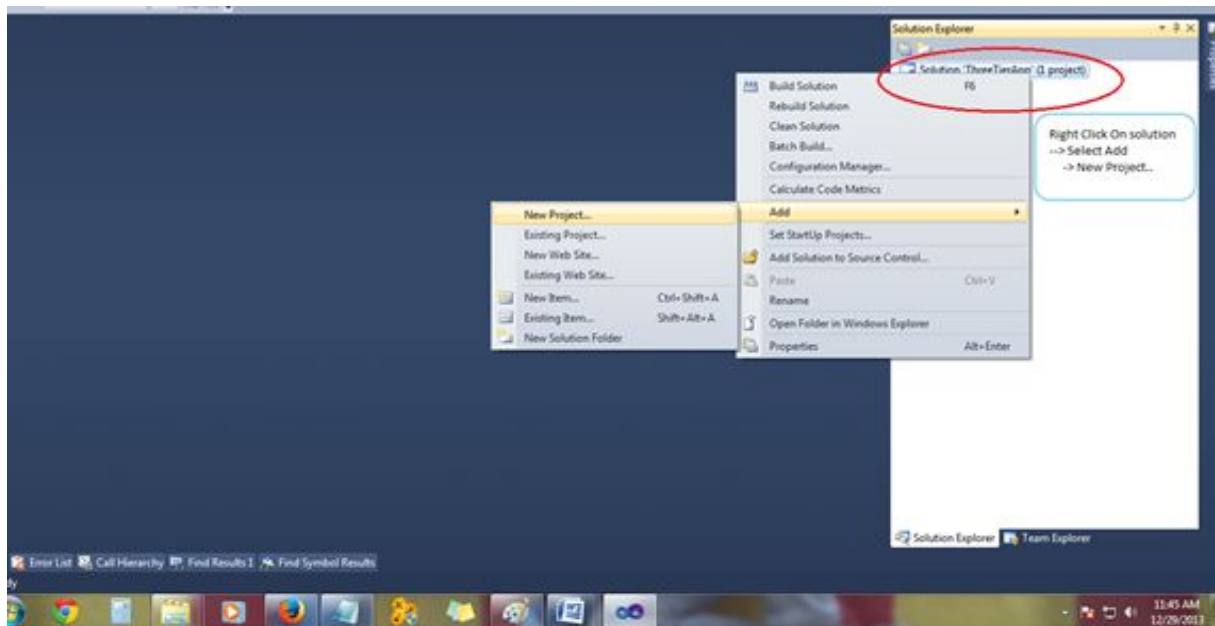 Solution Explorer
Properties
Solution 'ThreeTierApp' (1 project)
Build Solution F6
Rebuild Solution
Clean Solution
Batch Build...
Configuration Manager...
Calculate Code Metrics
Add
Set StartUp Projects...
Add Solution to Source Control...
Paste Ctrl+V
Rename
Open Folder in Windows Explorer
Properties Alt+Enter
New Project...
Existing Project...
New Web Site...
Existing Web Site...
New Item... Ctrl+Shift+A
Existing Item... Shift+Alt+A
New Solution Folder
Right Click On solution
--> Select Add
-> New Project...
Solution Explorer Team Explorer
Error List Call Hierarchy Find Results 1 Find Symbol Results
11:45 AM
12/29/2013